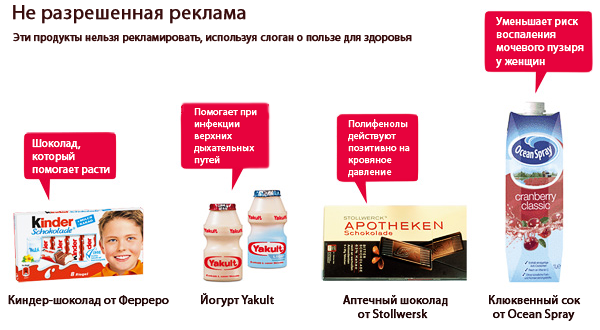 Не разрешенная реклама
Эти продукты нельзя рекламировать, используя слоган о пользе для здоровья
Шоколад,
который
помогает расти
Помогает при
инфекции
верхних
дыхательных
путей
Полифенолы
действуют
позитивно на
кровяное
давление
Уменьшает риск
воспаления
мочевого пузыря
у женщин
Kinder
Schokolade
8 Riegel
Yakult
Yakult
STOLLWERCK
APOTHEKEN
Schokolade
Ocean Spray
cranberry
classic
Киндер-шоколад от Ферреро
Йогурт Yakult
Аптечный шоколад
от Stollwersk
Клюквенный сок
от Ocean Spray